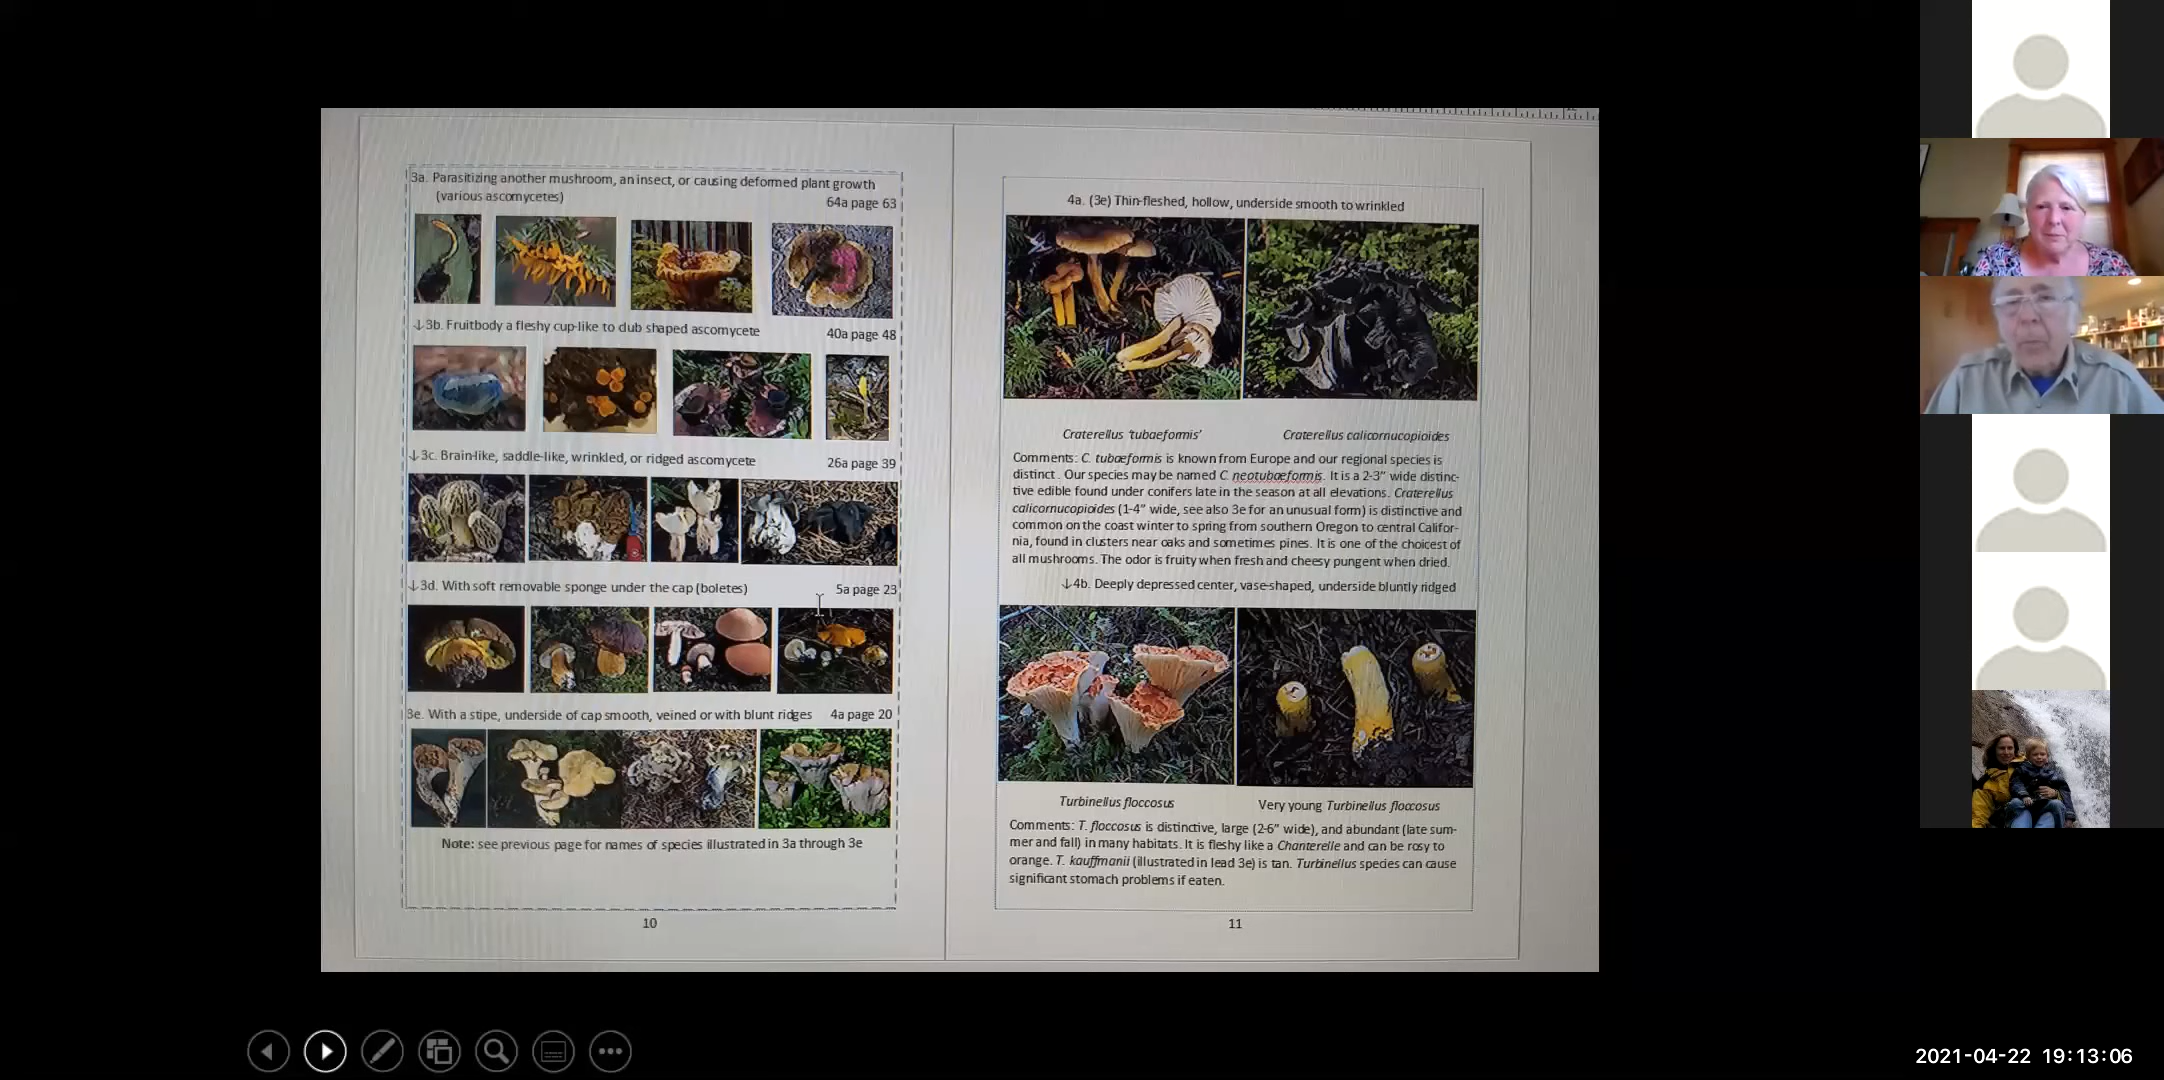 3a. Parasitizing another mushroom, an insect, or causing deformed plant growth
(various ascomycetes) 64a page 63
↓3b. Fruitbody a fleshy cup-like to club shaped ascomycete 40a page 48
↓3c. Brain-like, saddle-like, wrinkled, or ridged ascomycete 26a page 39
↓3d. With soft removable sponge under the cap (boletes) 5a page 23
3e. With a stipe, underside of cap smooth, veined or with blunt ridges 4a page 20
Note: see previous page for names of species illustrated in 3a through 3e
10
4a. (3e) Thin-fleshed, hollow, underside smooth to wrinkled
Craterellus 'tubaeformis' Craterellus calicornucopioides
Comments: C. tubaeformis is known from Europe and our regional species is
distinct. Our species may be named C. neotubaeformis. It is a 2-3" wide distinc-
tive edible found under conifers late in the season at all elevations. Craterellus
calicornucopioides (1-4" wide, see also 3e for an unusual form) is distinctive and
common on the coast winter to spring from southern Oregon to central Califor-
nia, found in clusters near oaks and sometimes pines. It is one of the choicest of
all mushrooms. The odor is fruity when fresh and cheesy pungent when dried.
↓4b. Deeply depressed center, vase-shaped, underside bluntly ridged
Turbinellus floccosus Very young Turbinellus floccosus
Comments: T. floccosus is distinctive, large (2-6" wide), and abundant (late sum-
mer and fall) in many habitats. It is fleshy like a Chanterelle and can be rosy to
orange. T. kauffmanii (illustrated in lead 3e) is tan. Turbinellus species can cause
significant stomach problems if eaten.
11
2021-04-22 19:13:06